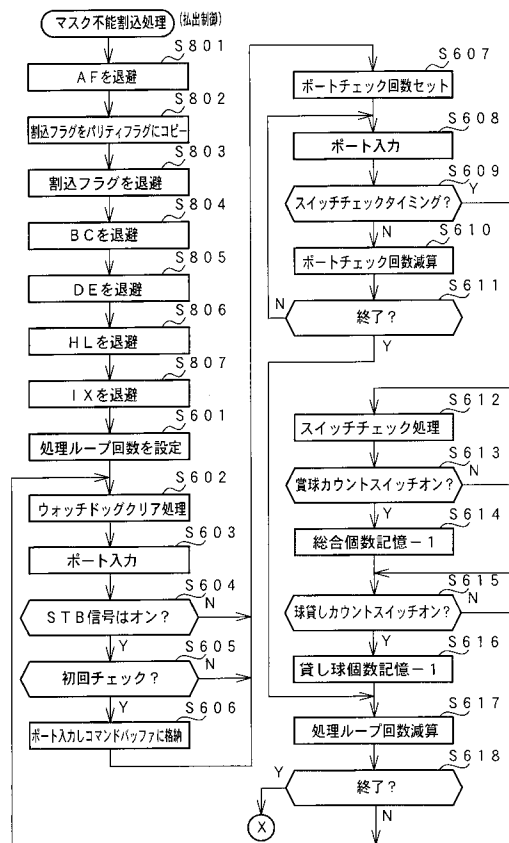 マスク不能割込処理
(払出制御)
S801
AFを退避
S802
割込フラグをパリティフラグにコピー
S803
割込フラグを退避
S804
BCを退避
S805
DEを退避
S806
HLを退避
S807
IXを退避
S601
処理ループ回数を設定
S602
ウォッチドッグクリア処理
S603
ポート入力
S604
STB信号はオン?
N
Y
S605
初回チェック?
N
Y
S606
ポート入力しコマンドバッファに格納
S607
ポートチェック回数セット
S608
ポート入力
S609
スイッチチェックタイミング?
Y
N
S610
ポートチェック回数減算
S611
N
終了?
Y
S612
スイッチチェック処理
S613
賞球カウントスイッチオン?
N
Y
S614
総合個数記憶-1
S615
球貸しカウントスイッチオン?
N
Y
S616
貸し球個数記憶-1
S617
処理ループ回数減算
S618
Y
終了?
N
X